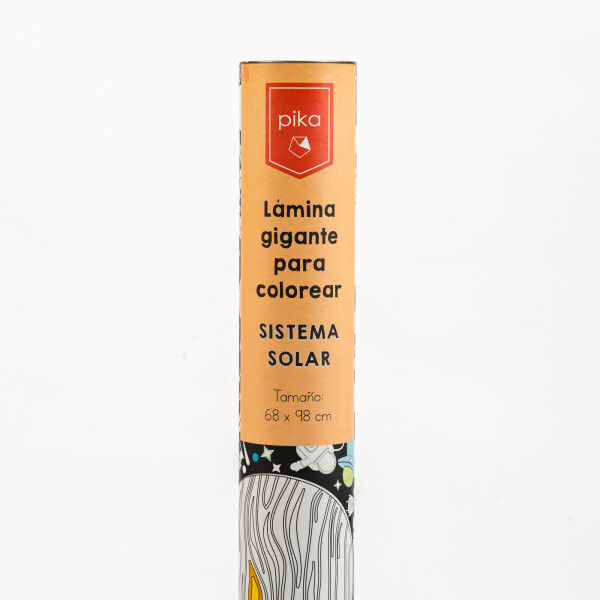 pika
Lámina
gigante
para
colorear
SISTEMA
SOLAR
Tamaño:
68 x 98 cm